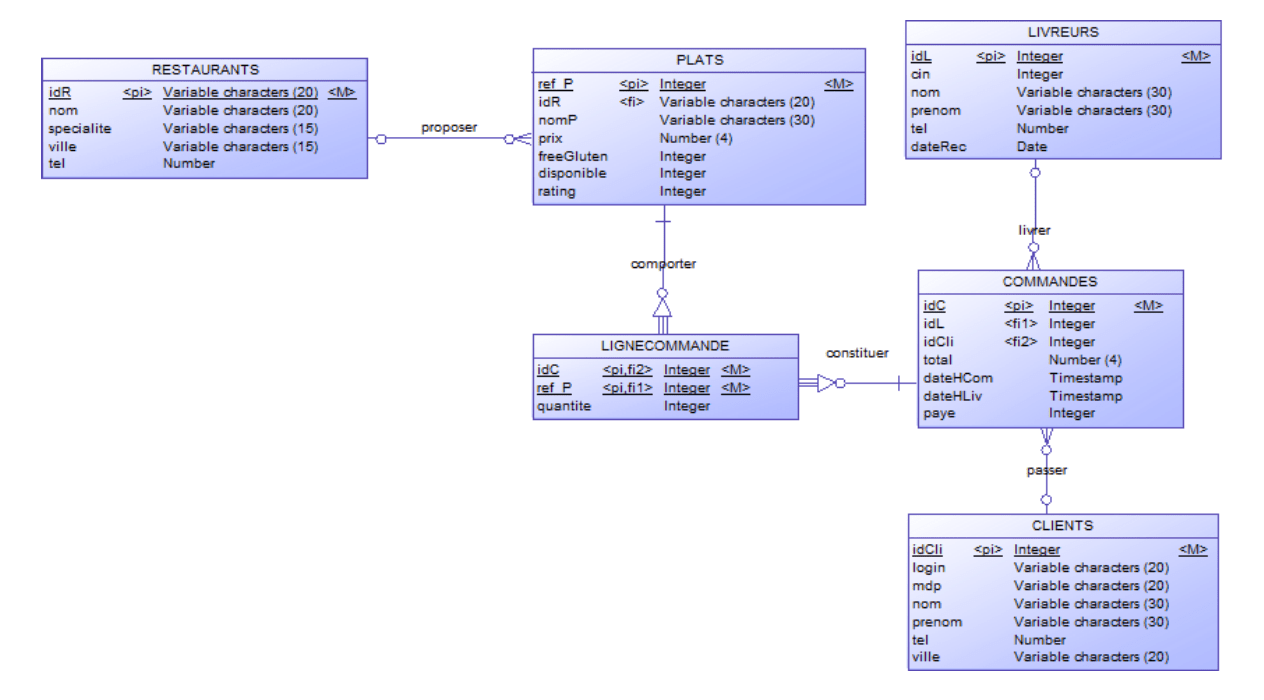 RESTAURANTS
idR <pi> Variable characters (20) <M>
nom Variable characters (20)
specialite Variable characters (15)
ville Variable characters (15)
tel Number
proposer
PLATS
ref_P <pi> Integer <M>
idR <fi> Variable characters (20)
nomP Variable characters (30)
prix Number (4)
freeGluten Integer
disponible Integer
rating Integer
LIVREURS
idL <pi> Integer <M>
cin Integer
nom Variable characters (30)
prenom Variable characters (30)
tel Number
dateRec Date
livrer
comporter
COMMANDES
idC <pi> Integer <M>
idL <fi1> Integer
idCli <fi2> Integer
total Number (4)
dateHCom Timestamp
dateHLiv Timestamp
paye Integer
LIGNECOMMANDE
idC <pi,fi2> Integer <M>
ref_P <pi,fi1> Integer <M>
quantite Integer
constituer
passer
CLIENTS
idCli <pi> Integer <M>
login Variable characters (20)
mdp Variable characters (20)
nom Variable characters (30)
prenom Variable characters (30)
tel Number
ville Variable characters (20)